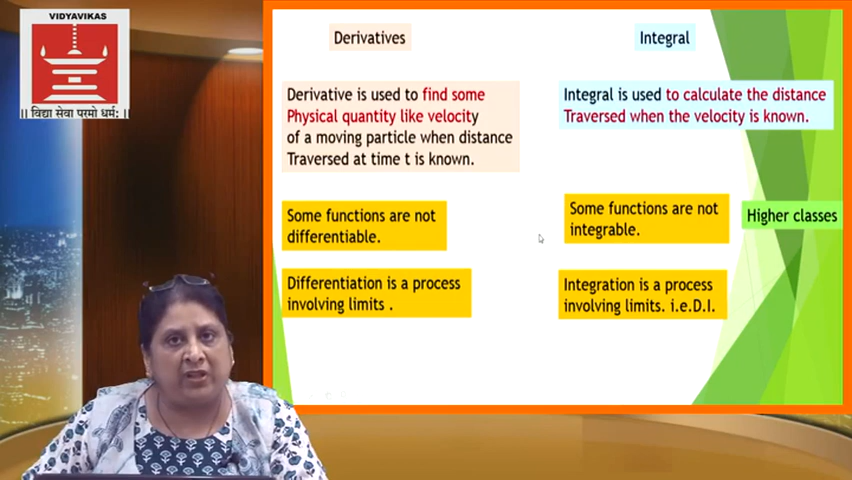 VIDYAVIKAS
|| विद्या सेवा परमो धर्मः ||
Derivatives
Integral
Derivative is used to find some
Physical quantity like velocity
of a moving particle when distance
Traversed at time t is known.
Integral is used to calculate the distance
Traversed when the velocity is known.
Some functions are not
differentiable.
Some functions are not
integrable.
Higher classes
Differentiation is a process
involving limits .
Integration is a process
involving limits. i.e.D.I.